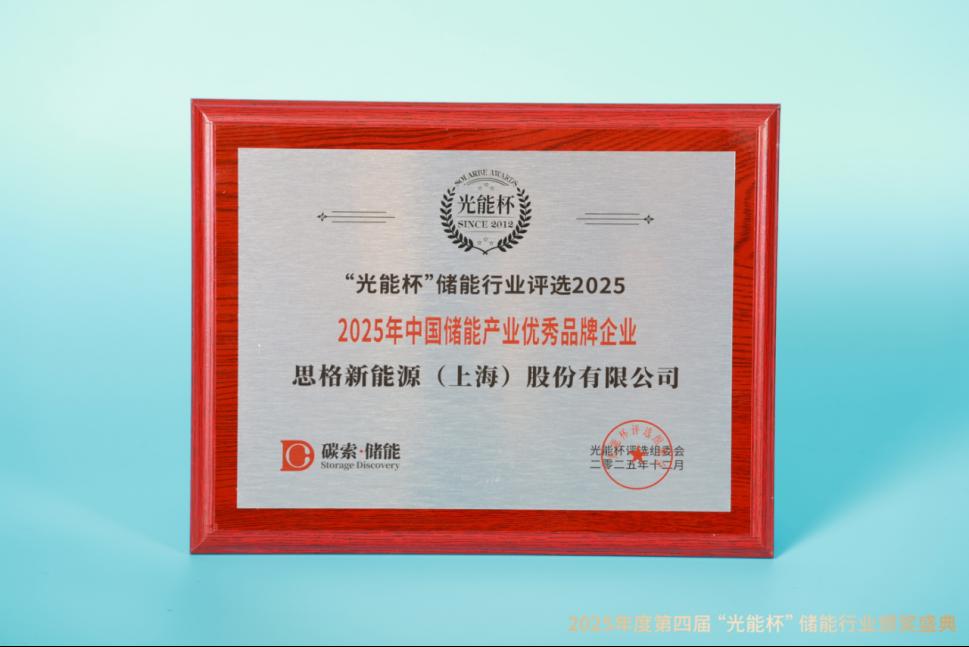 SOLARBE AWARDS
光能杯
SINCE 2012
“光能杯”储能行业评选2025
2025年中国储能产业优秀品牌企业
思格新能源（上海）股份有限公司
碳索·储能
Storage Discovery
光能杯评选组委会
二零二五年十二月
2025年度第四届“光能杯”储能行业颁奖盛典